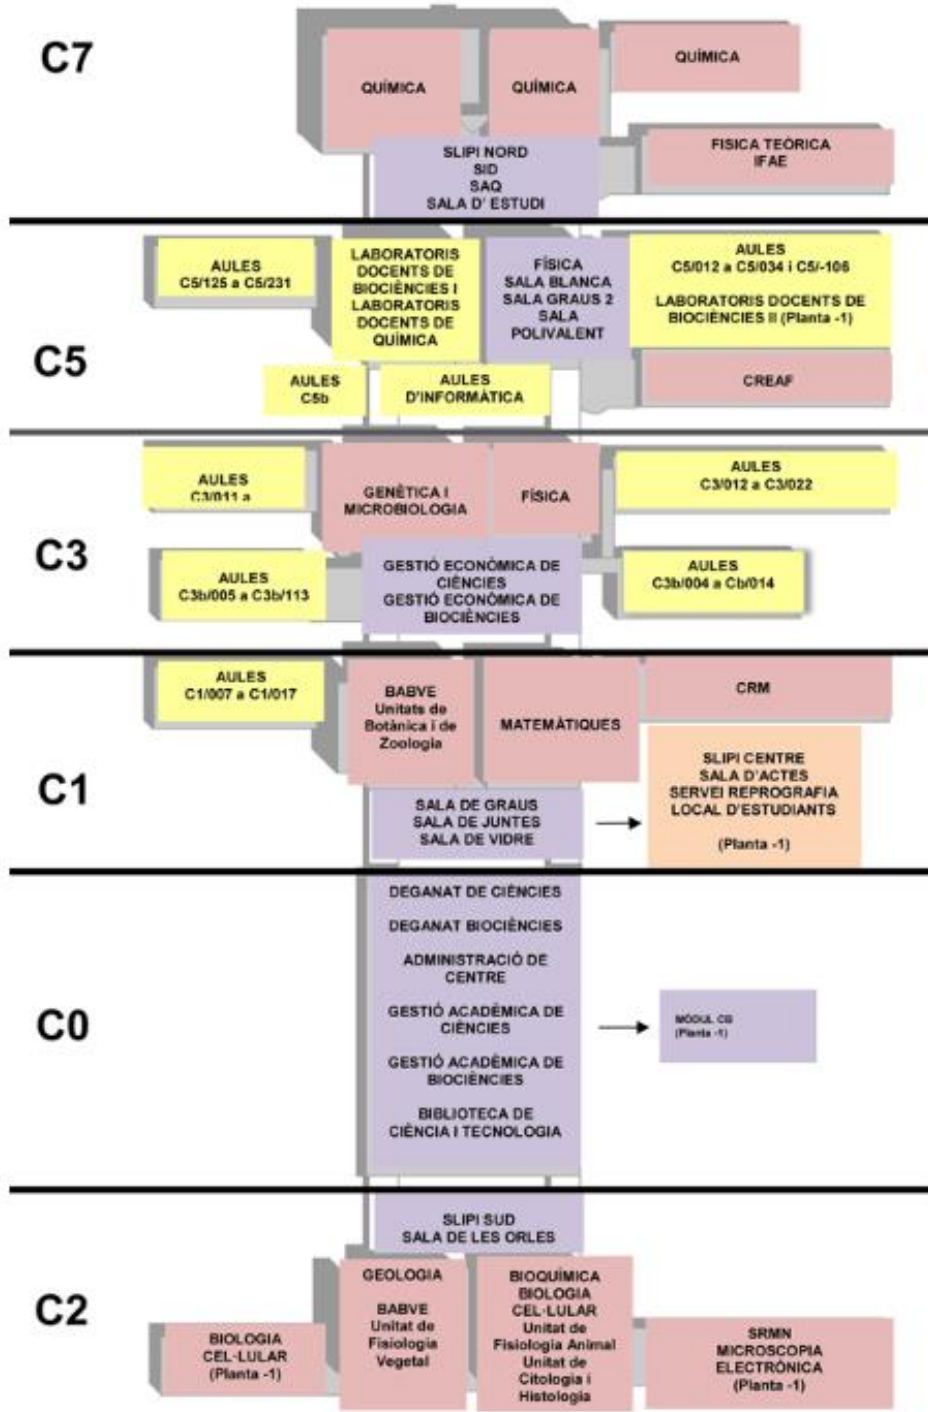 C7
QUÍMICA
QUÍMICA
QUÍMICA
SLIPI NORD
SID
SAQ
SALA D' ESTUDI
FISICA TEÒRICA
IFAE
C5
AULES
C5/125 a C5/231
LABORATORIS
DOCENTS DE
BIOCIÈNCIES I
LABORATORIS
DOCENTS DE
QUÍMICA
FÍSICA
SALA BLANCA
SALA GRAUS 2
SALA
POLIVALENT
AULES
C5/012 a C5/034 i C5/-106
LABORATORIS DOCENTS DE
BIOCIÈNCIES II (Planta -1)
AULES
C5b
AULES
D'INFORMÀTICA
CREAF
C3
AULES
C3/011 a
GENÈTICA I
MICROBIOLOGIA
FÍSICA
AULES
C3/012 a C3/022
AULES
C3b/005 a C3b/113
GESTIÓ ECONÒMICA DE
CIÈNCIES
GESTIÓ ECONÒMICA DE
BIOCIÈNCIES
AULES
C3b/004 a Cb/014
C1
AULES
C1/007 a C1/017
BABVE
Unitats de
Botànica i de
Zoologia
MATEMÀTIQUES
CRM
SALA DE GRAUS
SALA DE JUNTES
SALA DE VIDRE
SLIPI CENTRE
SALA D'ACTES
SERVEI REPROGRAFIA
LOCAL D'ESTUDIANTS
(Planta -1)
C0
DEGANAT DE CIÈNCIES
DEGANAT BIOCIÈNCIES
ADMINISTRACIÓ DE
CENTRE
GESTIÓ ACADÈMICA DE
CIÈNCIES
GESTIÓ ACADÈMICA DE
BIOCIÈNCIES
BIBLIOTECA DE
CIÈNCIA I TECNOLOGIA
MÒDUL
(Planta -1)
C2
SLIPI SUD
SALA DE LES ORLES
BIOLOGIA
CEL·LULAR
(Planta -1)
GEOLOGIA
BABVE
Unitat de
Fisiologia
Vegetal
BIOQUÍMICA
BIOLOGIA
CEL·LULAR
Unitat de
Fisiologia Animal
Unitat de
Citologia i
Histologia
SRMN
MICROSCOPIA
ELECTRÒNICA
(Planta -1)